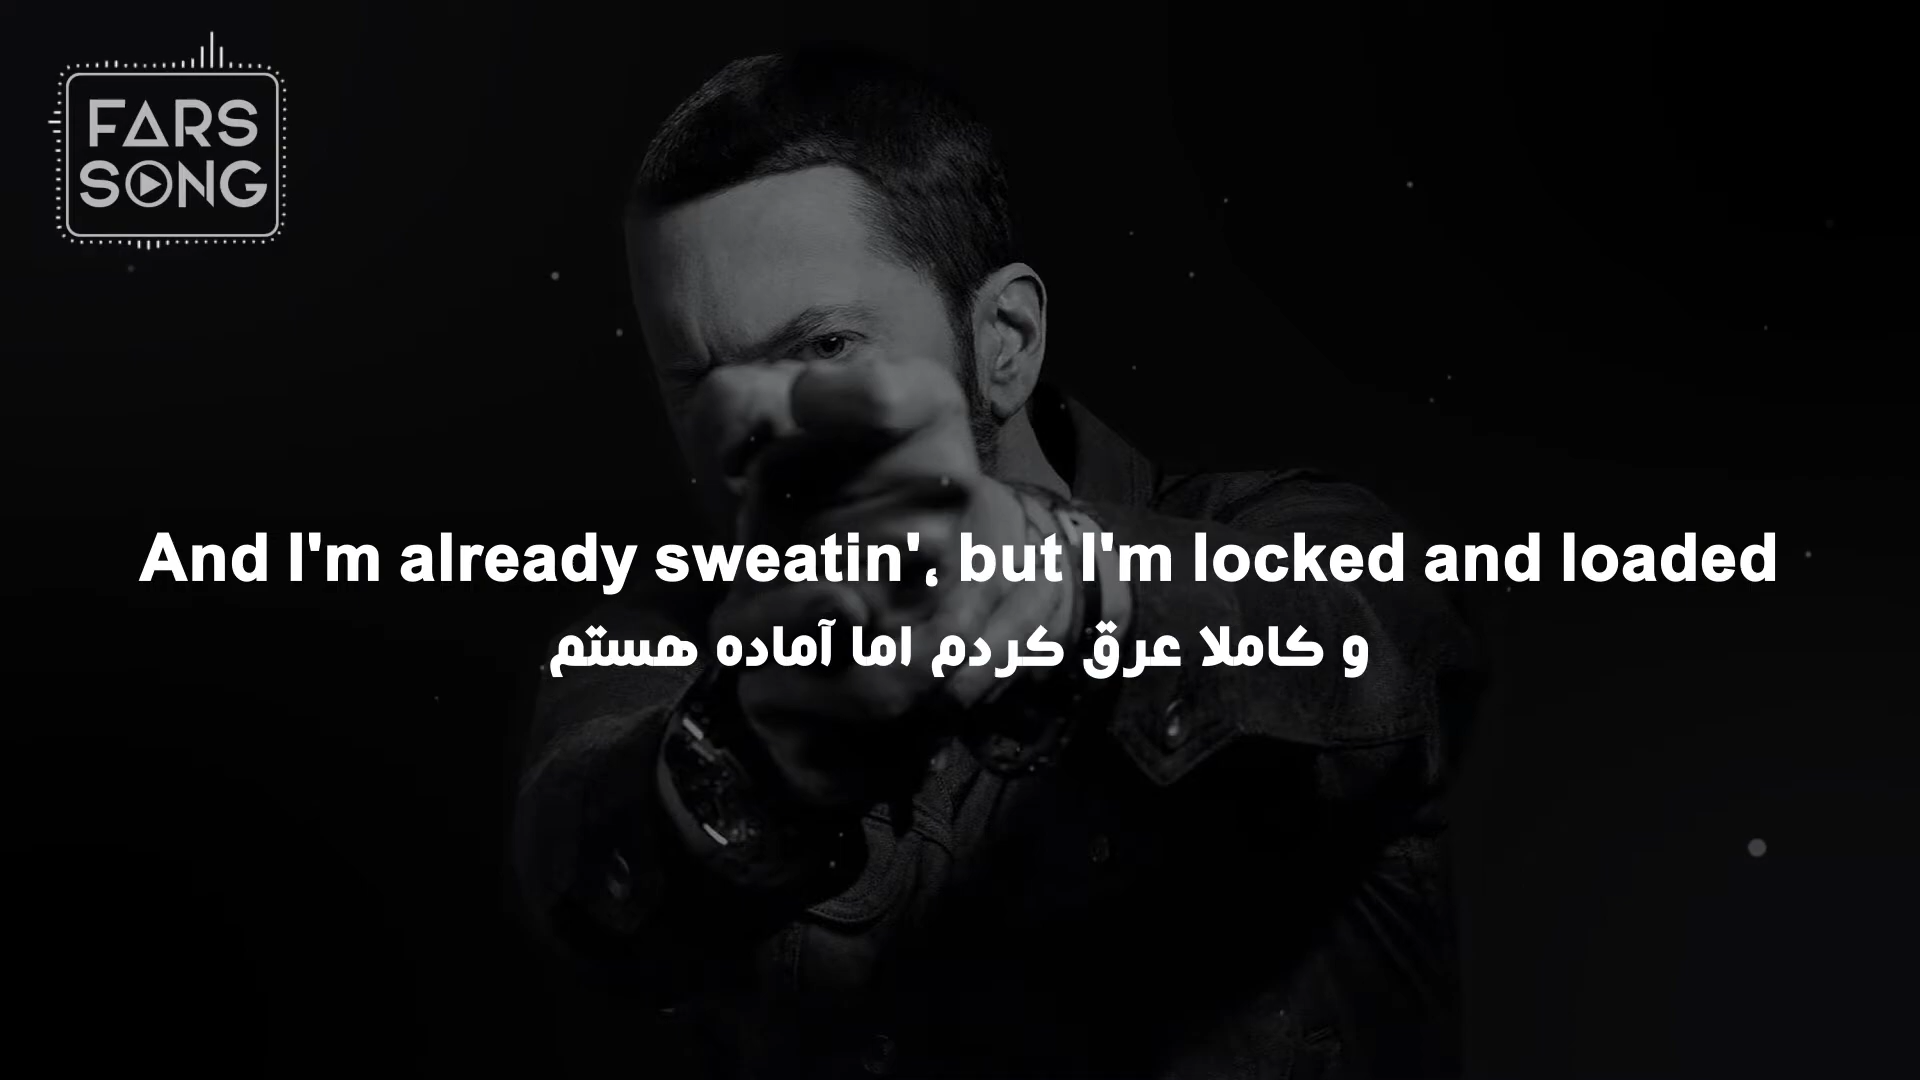 FARS
SONG
And I'm already sweatin'، but I'm locked and loaded
و کاملا عرق کردم اما آماده هستم